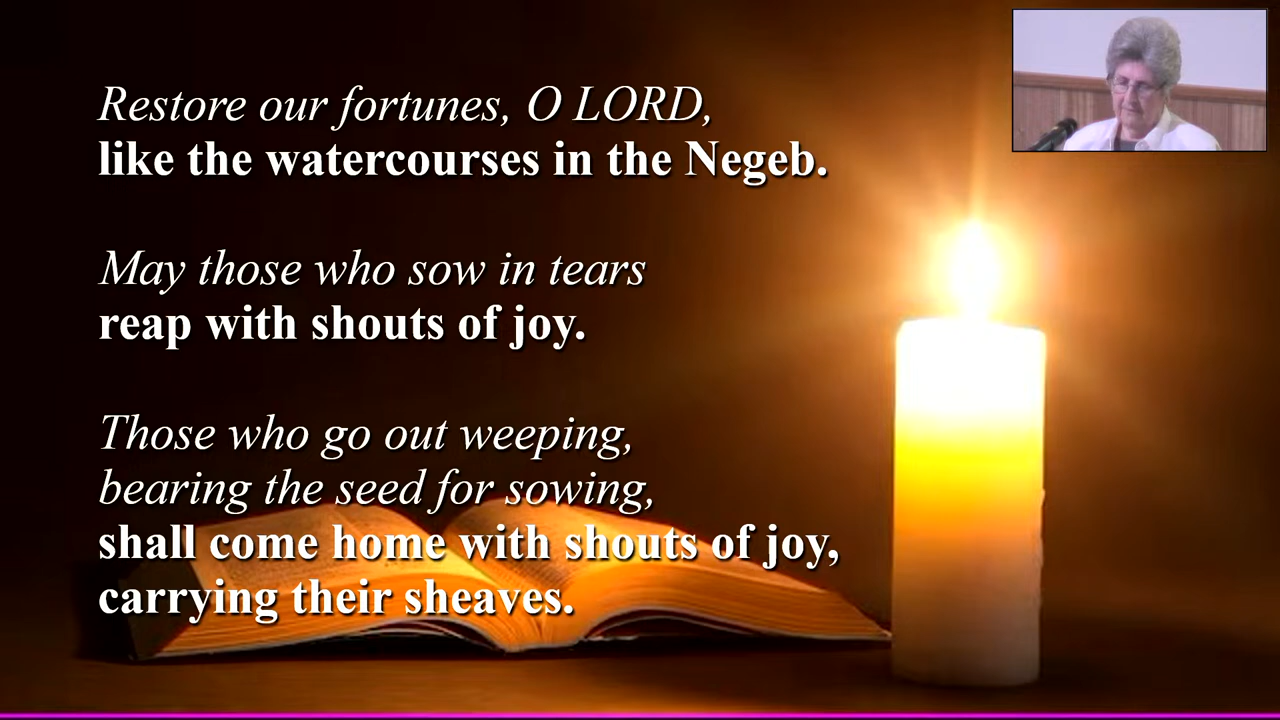 Restore our fortunes, O LORD,
like the watercourses in the Negeb.
May those who sow in tears
reap with shouts of joy.
Those who go out weeping,
bearing the seed for sowing,
shall come home with shouts of joy,
carrying their sheaves.